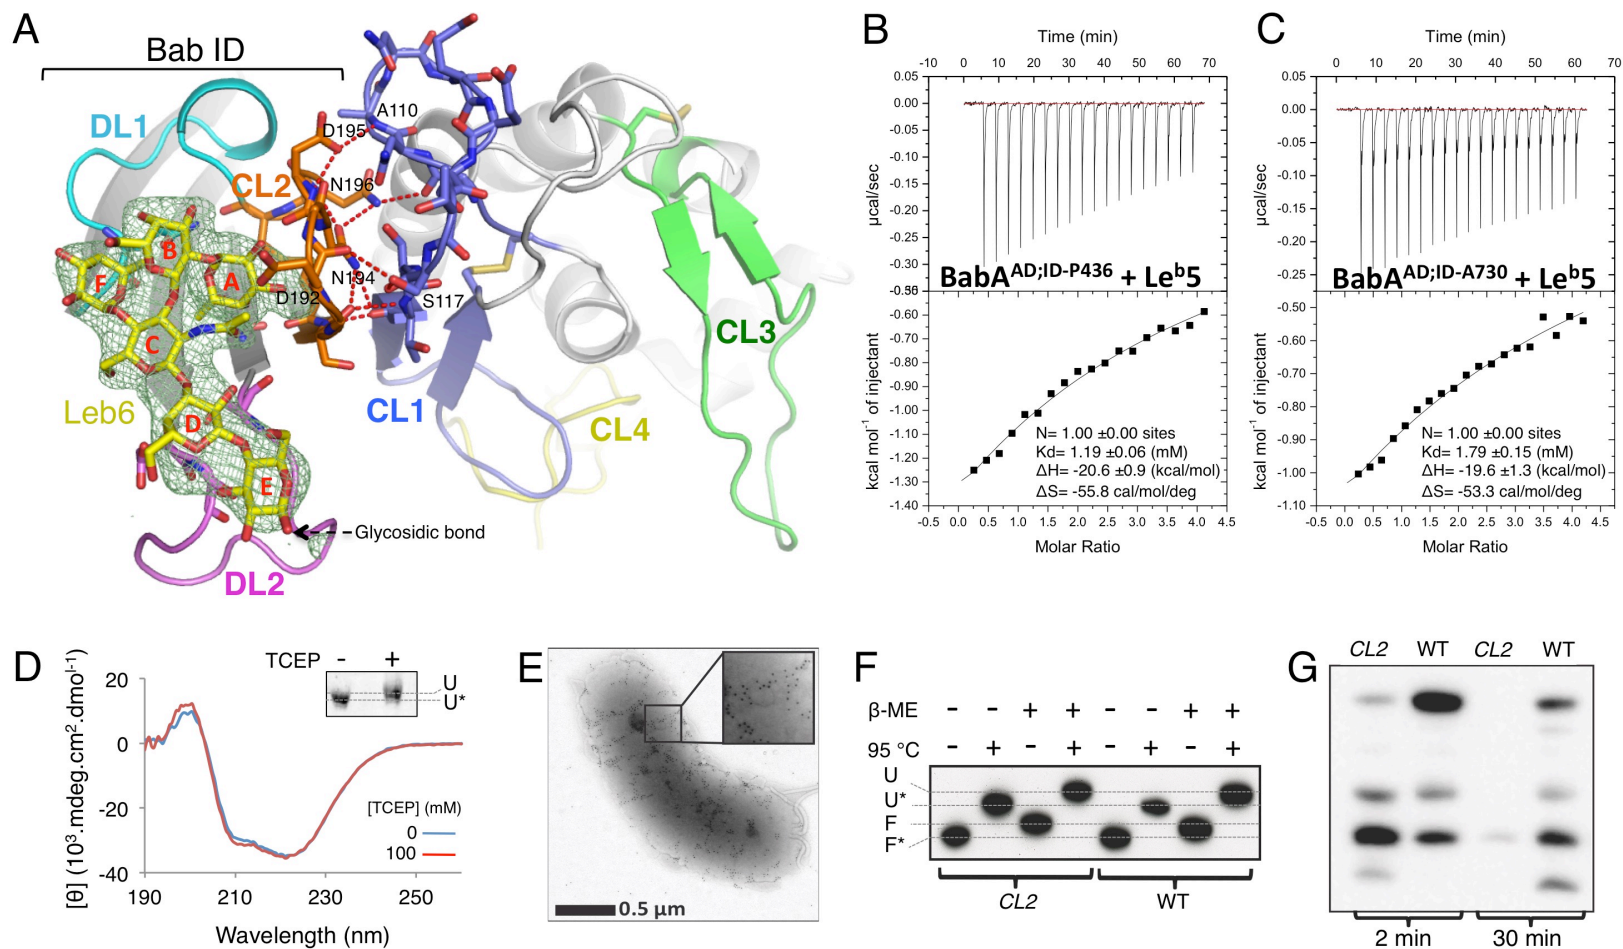 A
Bab ID
DL1
CL2
D195
A110
N196
N194
D192
S117
B
F
A
C
D
E
Leb6
CL1
CL3
CL4
Glycosidic bond
DL2
B
Time (min)
-10 0 10 20 30 40 50 60 70
0.05
0.00
-0.05
-0.10
-0.15
-0.20
-0.25
-0.30
µcal/sec
BabA^AD;ID-P436 + Le^b5
-0.60
-0.70
-0.80
-0.90
-1.00
-1.10
-1.20
-1.30
-1.40
kcal mol^-1 of injectant
N= 1.00 ±0.00 sites
Kd= 1.19 ±0.06 (mM)
ΔH= -20.6 ±0.9 (kcal/mol)
ΔS= -55.8 cal/mol/deg
-0.5 0.0 0.5 1.0 1.5 2.0 2.5 3.0 3.5 4.0 4.5
Molar Ratio
C
Time (min)
0 10 20 30 40 50 60 70
0.05
0.00
-0.05
-0.10
-0.15
-0.20
-0.25
µcal/sec
BabA^AD;ID-A730 + Le^b5
-0.50
-0.60
-0.70
-0.80
-0.90
-1.00
-1.10
kcal mol^-1 of injectant
N= 1.00 ±0.00 sites
Kd= 1.79 ±0.15 (mM)
ΔH= -19.6 ±1.3 (kcal/mol)
ΔS= -53.3 cal/mol/deg
-0.5 0.0 0.5 1.0 1.5 2.0 2.5 3.0 3.5 4.0 4.5
Molar Ratio
D
TCEP - +
U
U*
20
0
-20
-40
[θ] (10^3.mdeg.cm^2.dmol^-1)
[TCEP] (mM)
0
100
190 210 230 250
Wavelength (nm)
E
0.5 µm
F
β-ME - - + + - - + +
95 °C - + - + - + - +
U
U*
F
F*
CL2 WT
G
CL2 WT CL2 WT
2 min 30 min